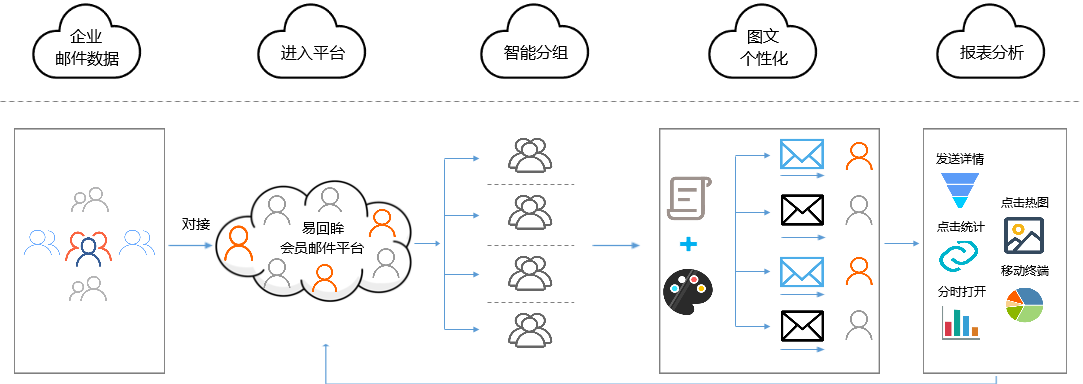 企业
邮件数据
进入平台
智能分组
图文
个性化
报表分析
对接
易回眸
会员邮件平台
发送详情
点击热图
点击统计
移动终端
分时打开